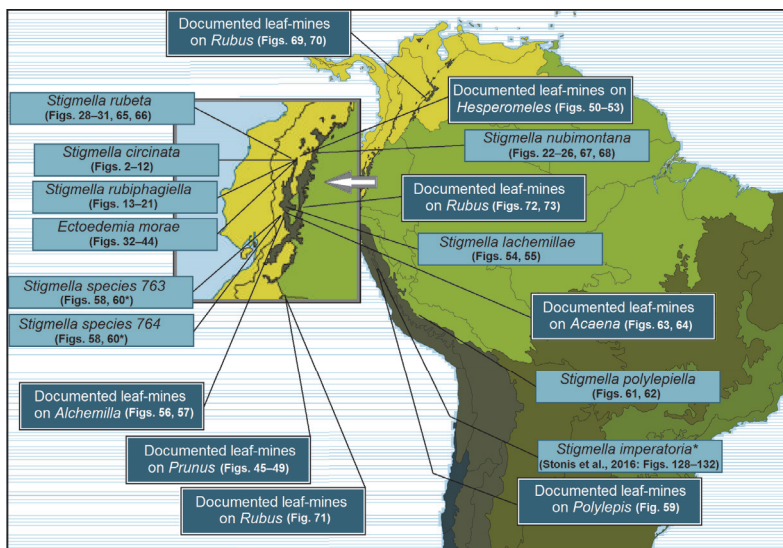 Documented leaf-mines
on Rubus (Figs. 69, 70)
Documented leaf-mines on
Hesperomeles (Figs. 50–53)
Stigmella rubeta
(Figs. 28–31, 65, 66)
Stigmella nubimontana
(Figs. 22–26, 67, 68)
Stigmella circinata
(Figs. 2–12)
Documented leaf-mines
on Rubus (Figs. 72, 73)
Stigmella rubiphagiella
(Figs. 13–21)
Ectoedemia morae
(Figs. 32–44)
Stigmella lachemillae
(Figs. 54, 55)
Stigmella species 763
(Figs. 58, 60*)
Documented leaf-mines
on Acaena (Figs. 63, 64)
Stigmella species 764
(Figs. 58, 60*)
Stigmella polylepiella
(Figs. 61, 62)
Documented leaf-mines
on Alchemilla (Figs. 56, 57)
Stigmella imperatoria*
(Stonis et al., 2016: Figs. 128–132)
Documented leaf-mines
on Prunus (Figs. 45–49)
Documented leaf-mines
on Polylepis (Fig. 59)
Documented leaf-mines
on Rubus (Fig. 71)